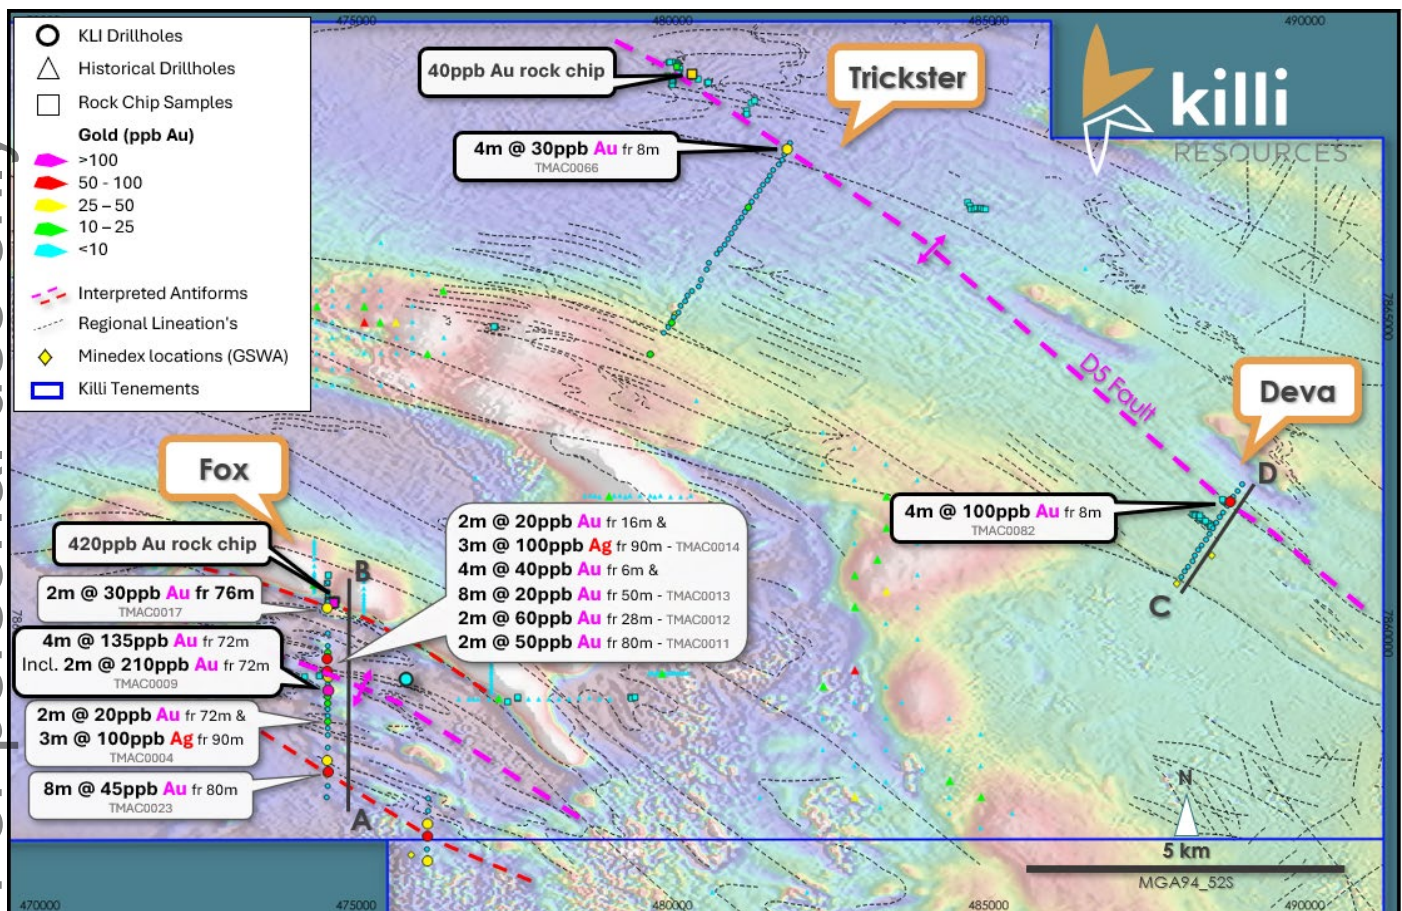 475000
480000
485000
490000
KLI Drillholes
Historical Drillholes
Rock Chip Samples
Gold (ppb Au)
>100
50 - 100
25 – 50
10 – 25
<10
Interpreted Antiforms
Regional Lineation's
Minedex locations (GSWA)
Killi Tenements
40ppb Au rock chip
Trickster
killi
RESOURCES
4m @ 30ppb Au fr 8m
TMAC0066
7865000
D5 Fault
Deva
D
4m @ 100ppb Au fr 8m
TMAC0082
C
Fox
420ppb Au rock chip
B
2m @ 30ppb Au fr 76m
TMAC0017
4m @ 135ppb Au fr 72m
Incl. 2m @ 210ppb Au fr 72m
TMAC0009
2m @ 20ppb Au fr 72m &
3m @ 100ppb Ag fr 90m
TMAC0004
8m @ 45ppb Au fr 80m
TMAC0023
A
2m @ 20ppb Au fr 16m &
3m @ 100ppb Ag fr 90m - TMAC0014
4m @ 40ppb Au fr 6m &
8m @ 20ppb Au fr 50m - TMAC0013
2m @ 60ppb Au fr 28m - TMAC0012
2m @ 50ppb Au fr 80m - TMAC0011
7860000
N
5 km
MGA94_52S
470000
475000
480000
485000
490000